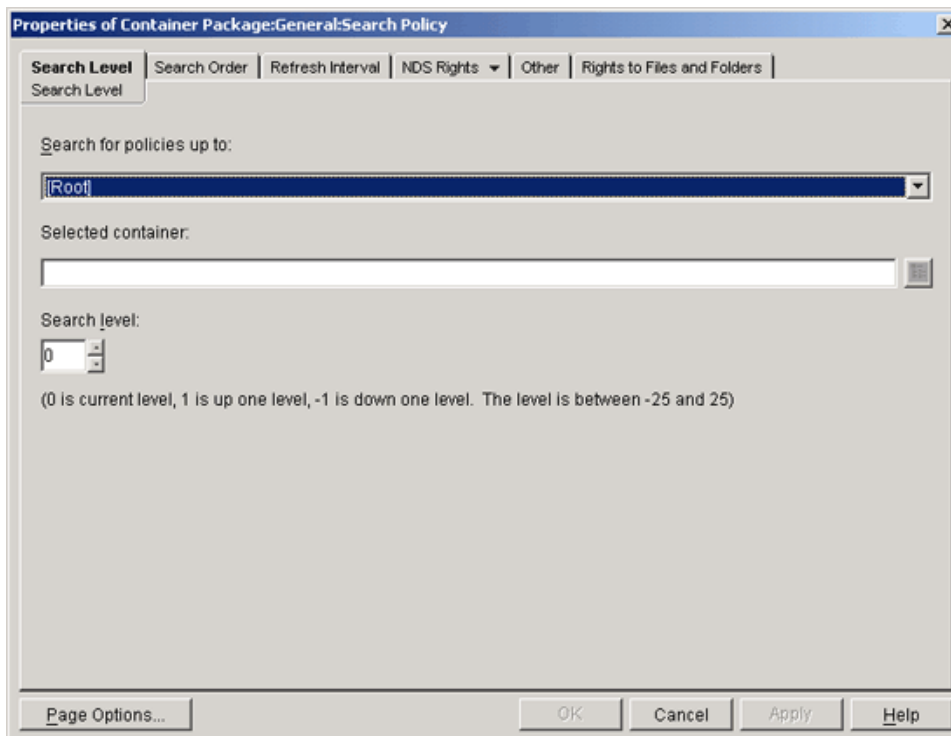 Properties of Container Package:General:Search Policy
Search Level Search Order Refresh Interval NDS Rights Other Rights to Files and Folders
Search Level
Search for policies up to:
[Root]
Selected container:
Search level:
0
(0 is current level, 1 is up one level, -1 is down one level. The level is between -25 and 25)
Page Options... OK Cancel Apply Help